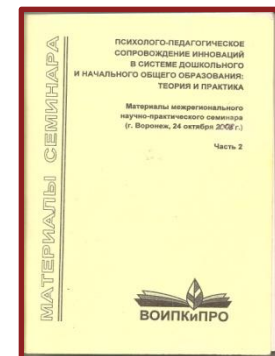 МАТЕРИАЛЫ СЕМИНАРА
ПСИХОЛОГО-ПЕДАГОГИЧЕСКОЕ
СОПРОВОЖДЕНИЕ ИННОВАЦИЙ
В СИСТЕМЕ ДОШКОЛЬНОГО
И НАЧАЛЬНОГО ОБЩЕГО ОБРАЗОВАНИЯ:
ТЕОРИЯ И ПРАКТИКА
Материалы межрегионального
научно-практического семинара
(г. Воронеж, 24 октября г.)
Часть 2
ВОИПКиПРО